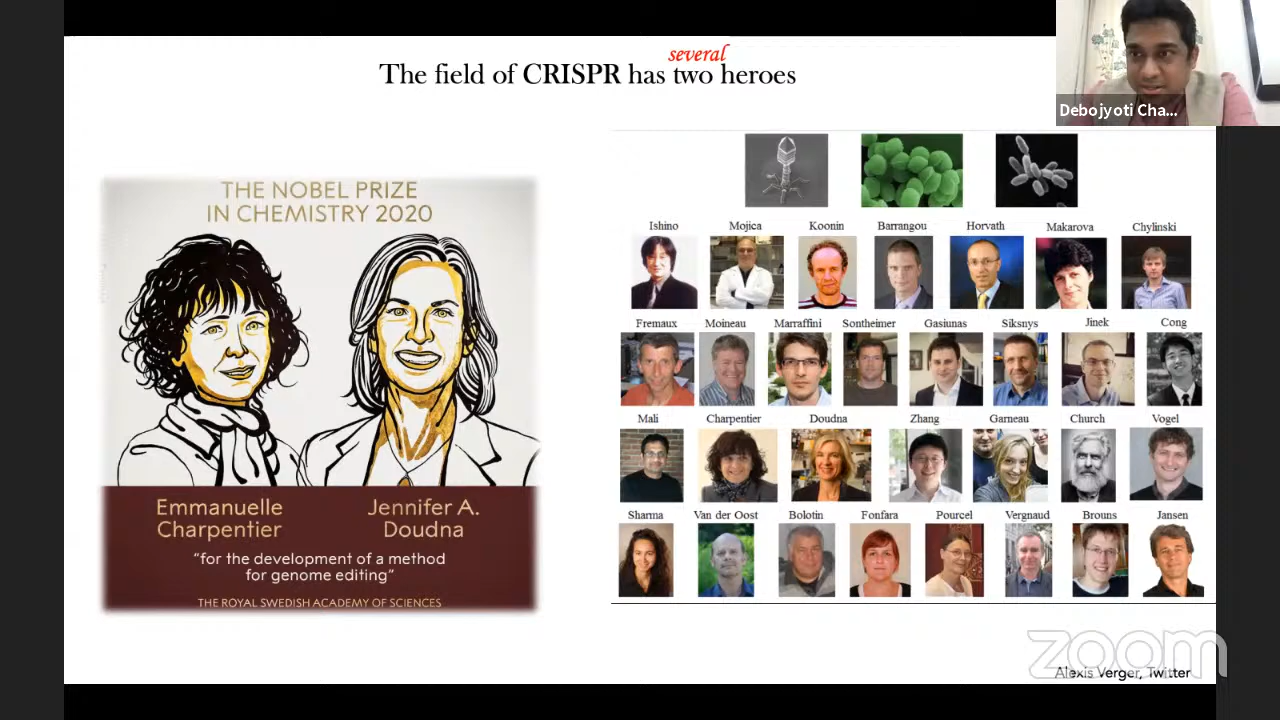 several
The field of CRISPR has two heroes
Debojyoti Cha...
THE NOBEL PRIZE
IN CHEMISTRY 2020
Emmanuelle
Charpentier
Jennifer A.
Doudna
"for the development of a method
for genome editing"
THE ROYAL SWEDISH ACADEMY OF SCIENCES
Ishino Mojica Koonin Barrangou Horvath Makarova Chylinski
Fremaux Moineau Marraffini Sontheimer Gasiunas Siksnys Jinek Cong
Mali Charpentier Doudna Zhang Garneau Church Vogel
Sharma Van der Oost Bolotin Fonfara Pourcel Vergnaud Brouns Jansen
zoom
Alexis Verger, Twitter